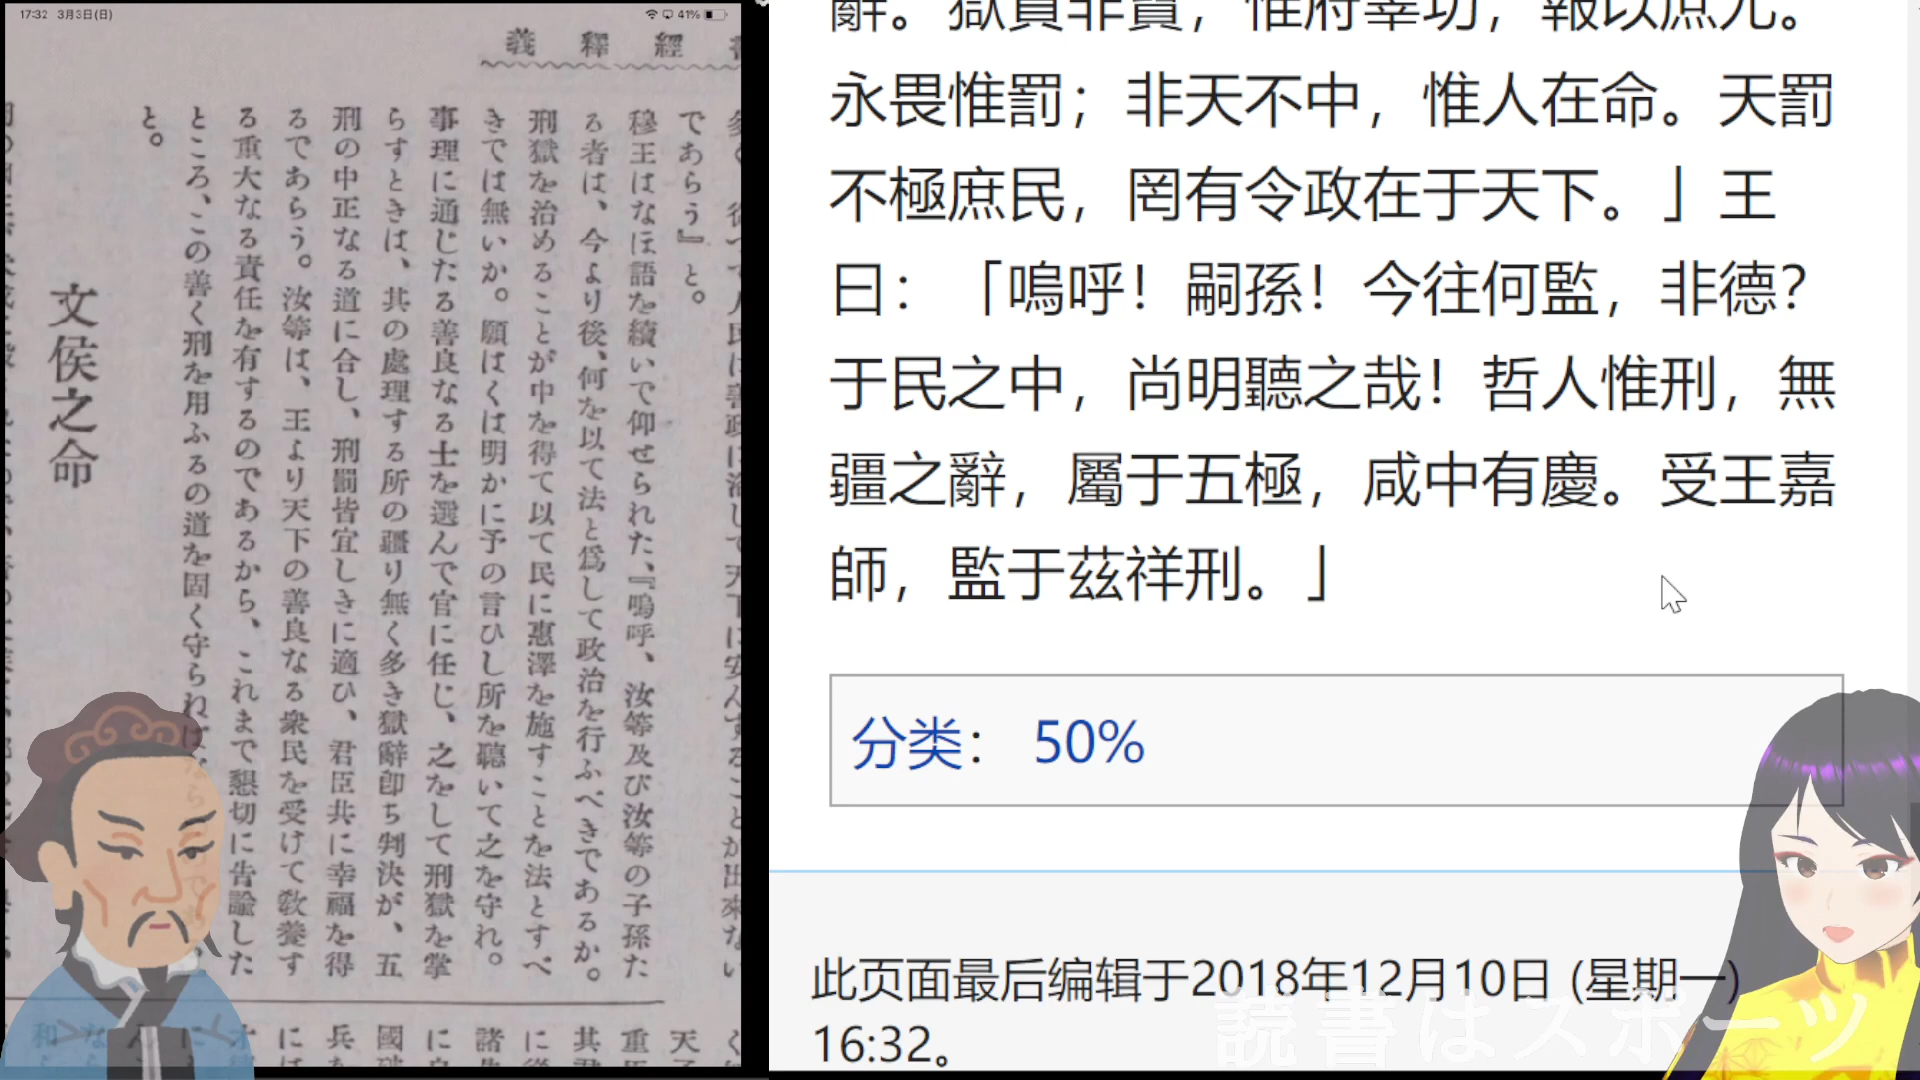 17:32 3月3日(日)
41%
經釋義
であらう』と。
穆王はなほ語を續いで仰せられた、『嗚呼、汝等及び汝等の子孫た
る者は、今より後、何を以て法と爲して政治を行ふべきであるか。
刑獄を治めることが中を得て以て民に惠澤を施すことを法とすべ
きでは無いか。願はくは明かに予の言ひし所を聽いて之を守れ。
事理に通じたる善良なる士を選んで官に任じ、之をして刑獄を掌
らすときは、其の處理する所の疆り無く多き獄辭卽ち判決が、五
刑の中正なる道に合し、刑罰皆宜しきに適ひ、君臣共に幸福を得
るであらう。汝等は、王より天下の善良なる衆民を受けて敎養す
る重大なる責任を有するのであるから、これまで懇切に告諭した
ところ、この善く刑を用ふるの道を固く守らね
と。
文侯之命
辭。獄貨非寶，惟府辜功，報以庶尤。
永畏惟罰；非天不中，惟人在命。天罰
不極庶民，罔有令政在于天下。」王
曰：「嗚呼！嗣孫！今往何監，非德？
于民之中，尚明聽之哉！哲人惟刑，無
疆之辭，屬于五極，咸中有慶。受王嘉
師，監于茲祥刑。」
分类： 50%
此页面最后编辑于2018年12月10日 (星期一)
16:32。
読書はスポーツ